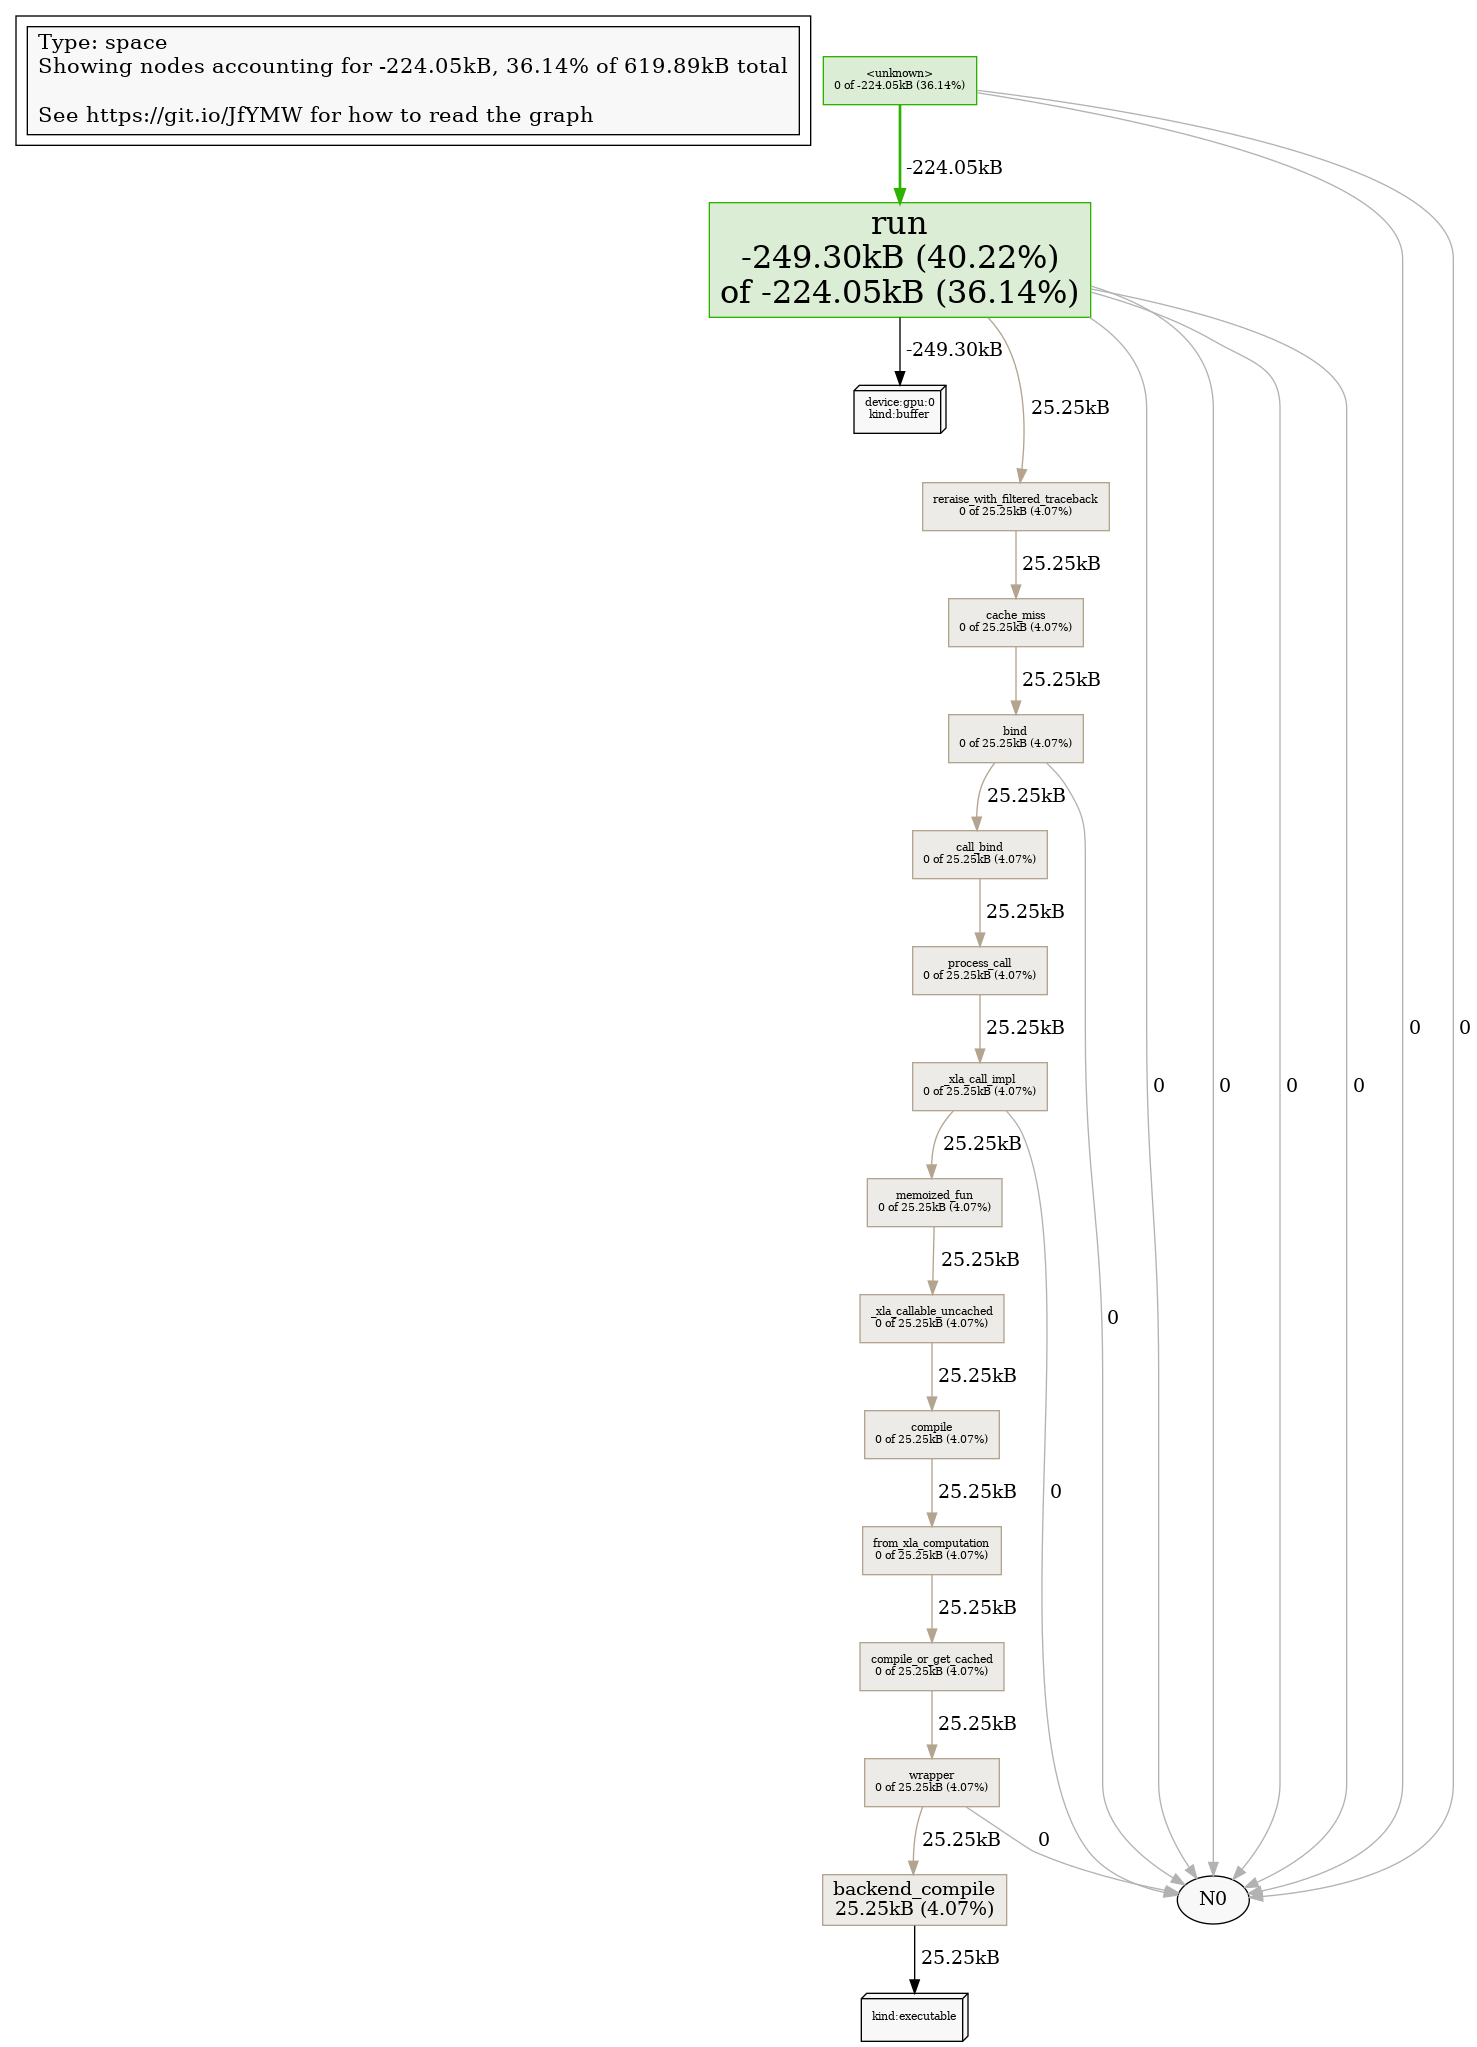 Type: space
Showing nodes accounting for -224.05kB, 36.14% of 619.89kB total
See https://git.io/JfYMW for how to read the graph
<unknown>
0 of -224.05kB (36.14%)
-224.05kB
run
-249.30kB (40.22%)
of -224.05kB (36.14%)
-249.30kB
device:gpu:0
kind:buffer
25.25kB
reraise_with_filtered_traceback
0 of 25.25kB (4.07%)
25.25kB
cache_miss
0 of 25.25kB (4.07%)
25.25kB
bind
0 of 25.25kB (4.07%)
25.25kB
call_bind
0 of 25.25kB (4.07%)
25.25kB
process_call
0 of 25.25kB (4.07%)
25.25kB
0
0
_xla_call_impl
0 of 25.25kB (4.07%)
0
0
0
0
25.25kB
memoized_fun
0 of 25.25kB (4.07%)
25.25kB
_xla_callable_uncached
0 of 25.25kB (4.07%)
0
25.25kB
compile
0 of 25.25kB (4.07%)
25.25kB
0
from_xla_computation
0 of 25.25kB (4.07%)
25.25kB
compile_or_get_cached
0 of 25.25kB (4.07%)
25.25kB
wrapper
0 of 25.25kB (4.07%)
25.25kB
0
backend_compile
25.25kB (4.07%)
N0
25.25kB
kind:executable